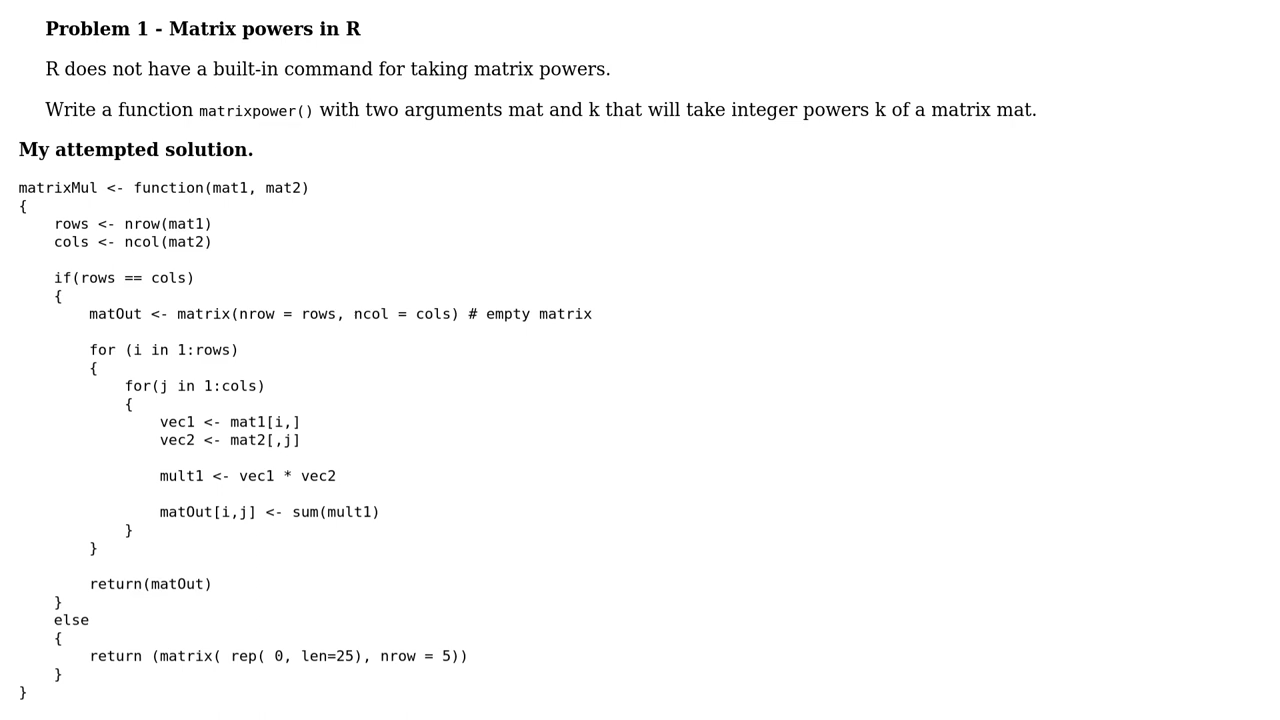 Problem 1 - Matrix powers in R
R does not have a built-in command for taking matrix powers.
Write a function matrixpower() with two arguments mat and k that will take integer powers k of a matrix mat.
My attempted solution.
matrixMul <- function(mat1, mat2)
{
    rows <- nrow(mat1)
    cols <- ncol(mat2)

    if(rows == cols)
    {
        matOut <- matrix(nrow = rows, ncol = cols) # empty matrix

        for (i in 1:rows)
        {
            for(j in 1:cols)
            {
                vec1 <- mat1[i,]
                vec2 <- mat2[,j]

                mult1 <- vec1 * vec2

                matOut[i,j] <- sum(mult1)
            }
        }

        return(matOut)
    }
    else
    {
        return (matrix( rep( 0, len=25), nrow = 5))
    }
}